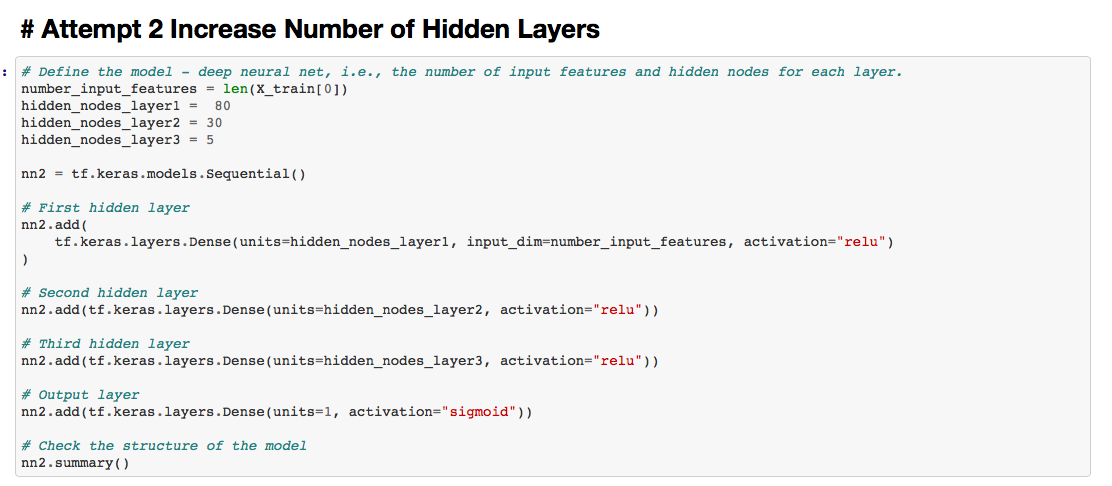 # Attempt 2 Increase Number of Hidden Layers
:
# Define the model - deep neural net, i.e., the number of input features and hidden nodes for each layer.
number_input_features = len(X_train[0])
hidden_nodes_layer1 =  80
hidden_nodes_layer2 = 30
hidden_nodes_layer3 = 5

nn2 = tf.keras.models.Sequential()

# First hidden layer
nn2.add(
    tf.keras.layers.Dense(units=hidden_nodes_layer1, input_dim=number_input_features, activation="relu")
)

# Second hidden layer
nn2.add(tf.keras.layers.Dense(units=hidden_nodes_layer2, activation="relu"))

# Third hidden layer
nn2.add(tf.keras.layers.Dense(units=hidden_nodes_layer3, activation="relu"))

# Output layer
nn2.add(tf.keras.layers.Dense(units=1, activation="sigmoid"))

# Check the structure of the model
nn2.summary()